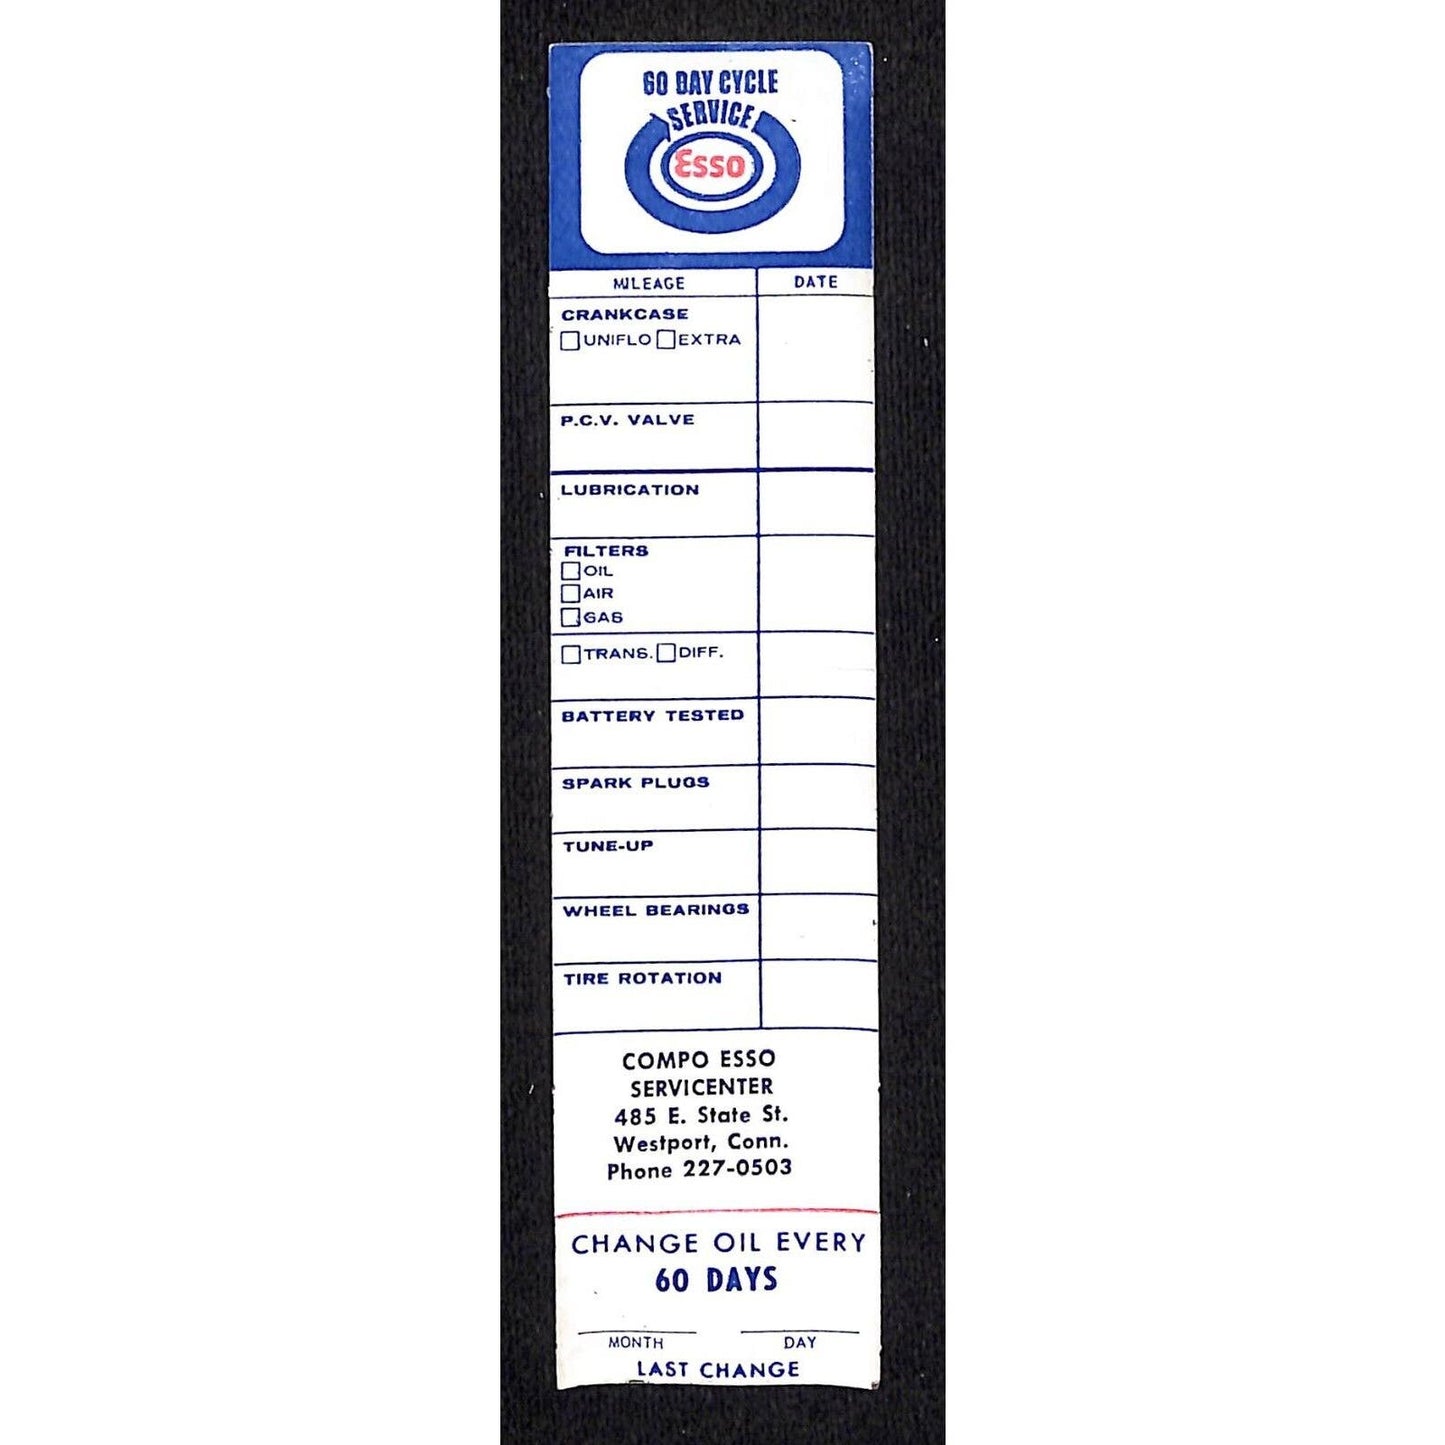 60 DAY CYCLE
SERVICE
Esso
MILEAGE DATE
CRANKCASE
UNIFLO EXTRA
P.C.V. VALVE
LUBRICATION
FILTERS
OIL
AIR
GAS
TRANS. DIFF.
BATTERY TESTED
SPARK PLUGS
TUNE-UP
WHEEL BEARINGS
TIRE ROTATION
COMPO ESSO
SERVICENTER
485 E. State St.
Westport, Conn.
Phone 227-0503
CHANGE OIL EVERY
60 DAYS
MONTH DAY
LAST CHANGE